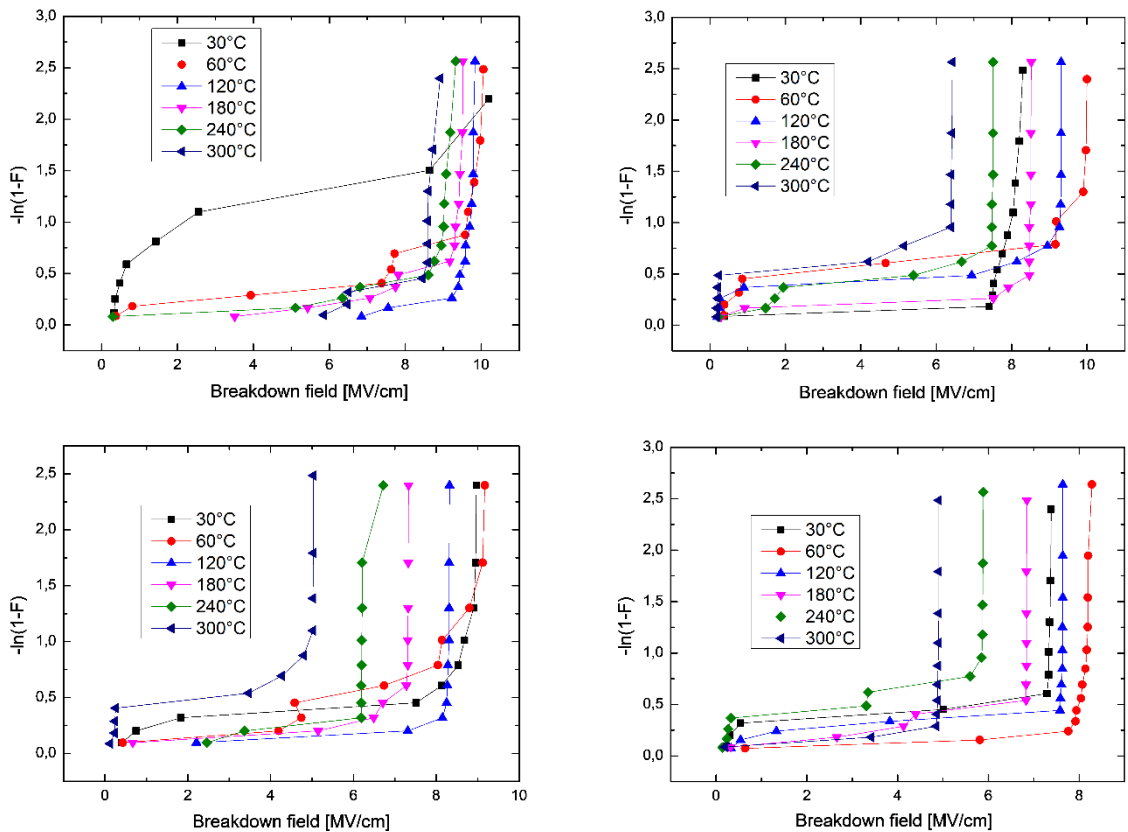 3,0
2,5
2,0
1,5
1,0
0,5
0,0
-ln(1-F)
30°C
60°C
120°C
180°C
240°C
300°C
0 2 4 6 8 10
Breakdown field [MV/cm]
3,0
2,5
2,0
1,5
1,0
0,5
0,0
-ln(1-F)
30°C
60°C
120°C
180°C
240°C
300°C
0 2 4 6 8 10
Breakdown field [MV/cm]
2,5
2,0
1,5
1,0
0,5
0,0
-ln(1-F)
30°C
60°C
120°C
180°C
240°C
300°C
0 2 4 6 8 10
Breakdown field [MV/cm]
3,0
2,5
2,0
1,5
1,0
0,5
0,0
-ln(1-F)
30°C
60°C
120°C
180°C
240°C
300°C
0 2 4 6 8
Breakdown field [MV/cm]